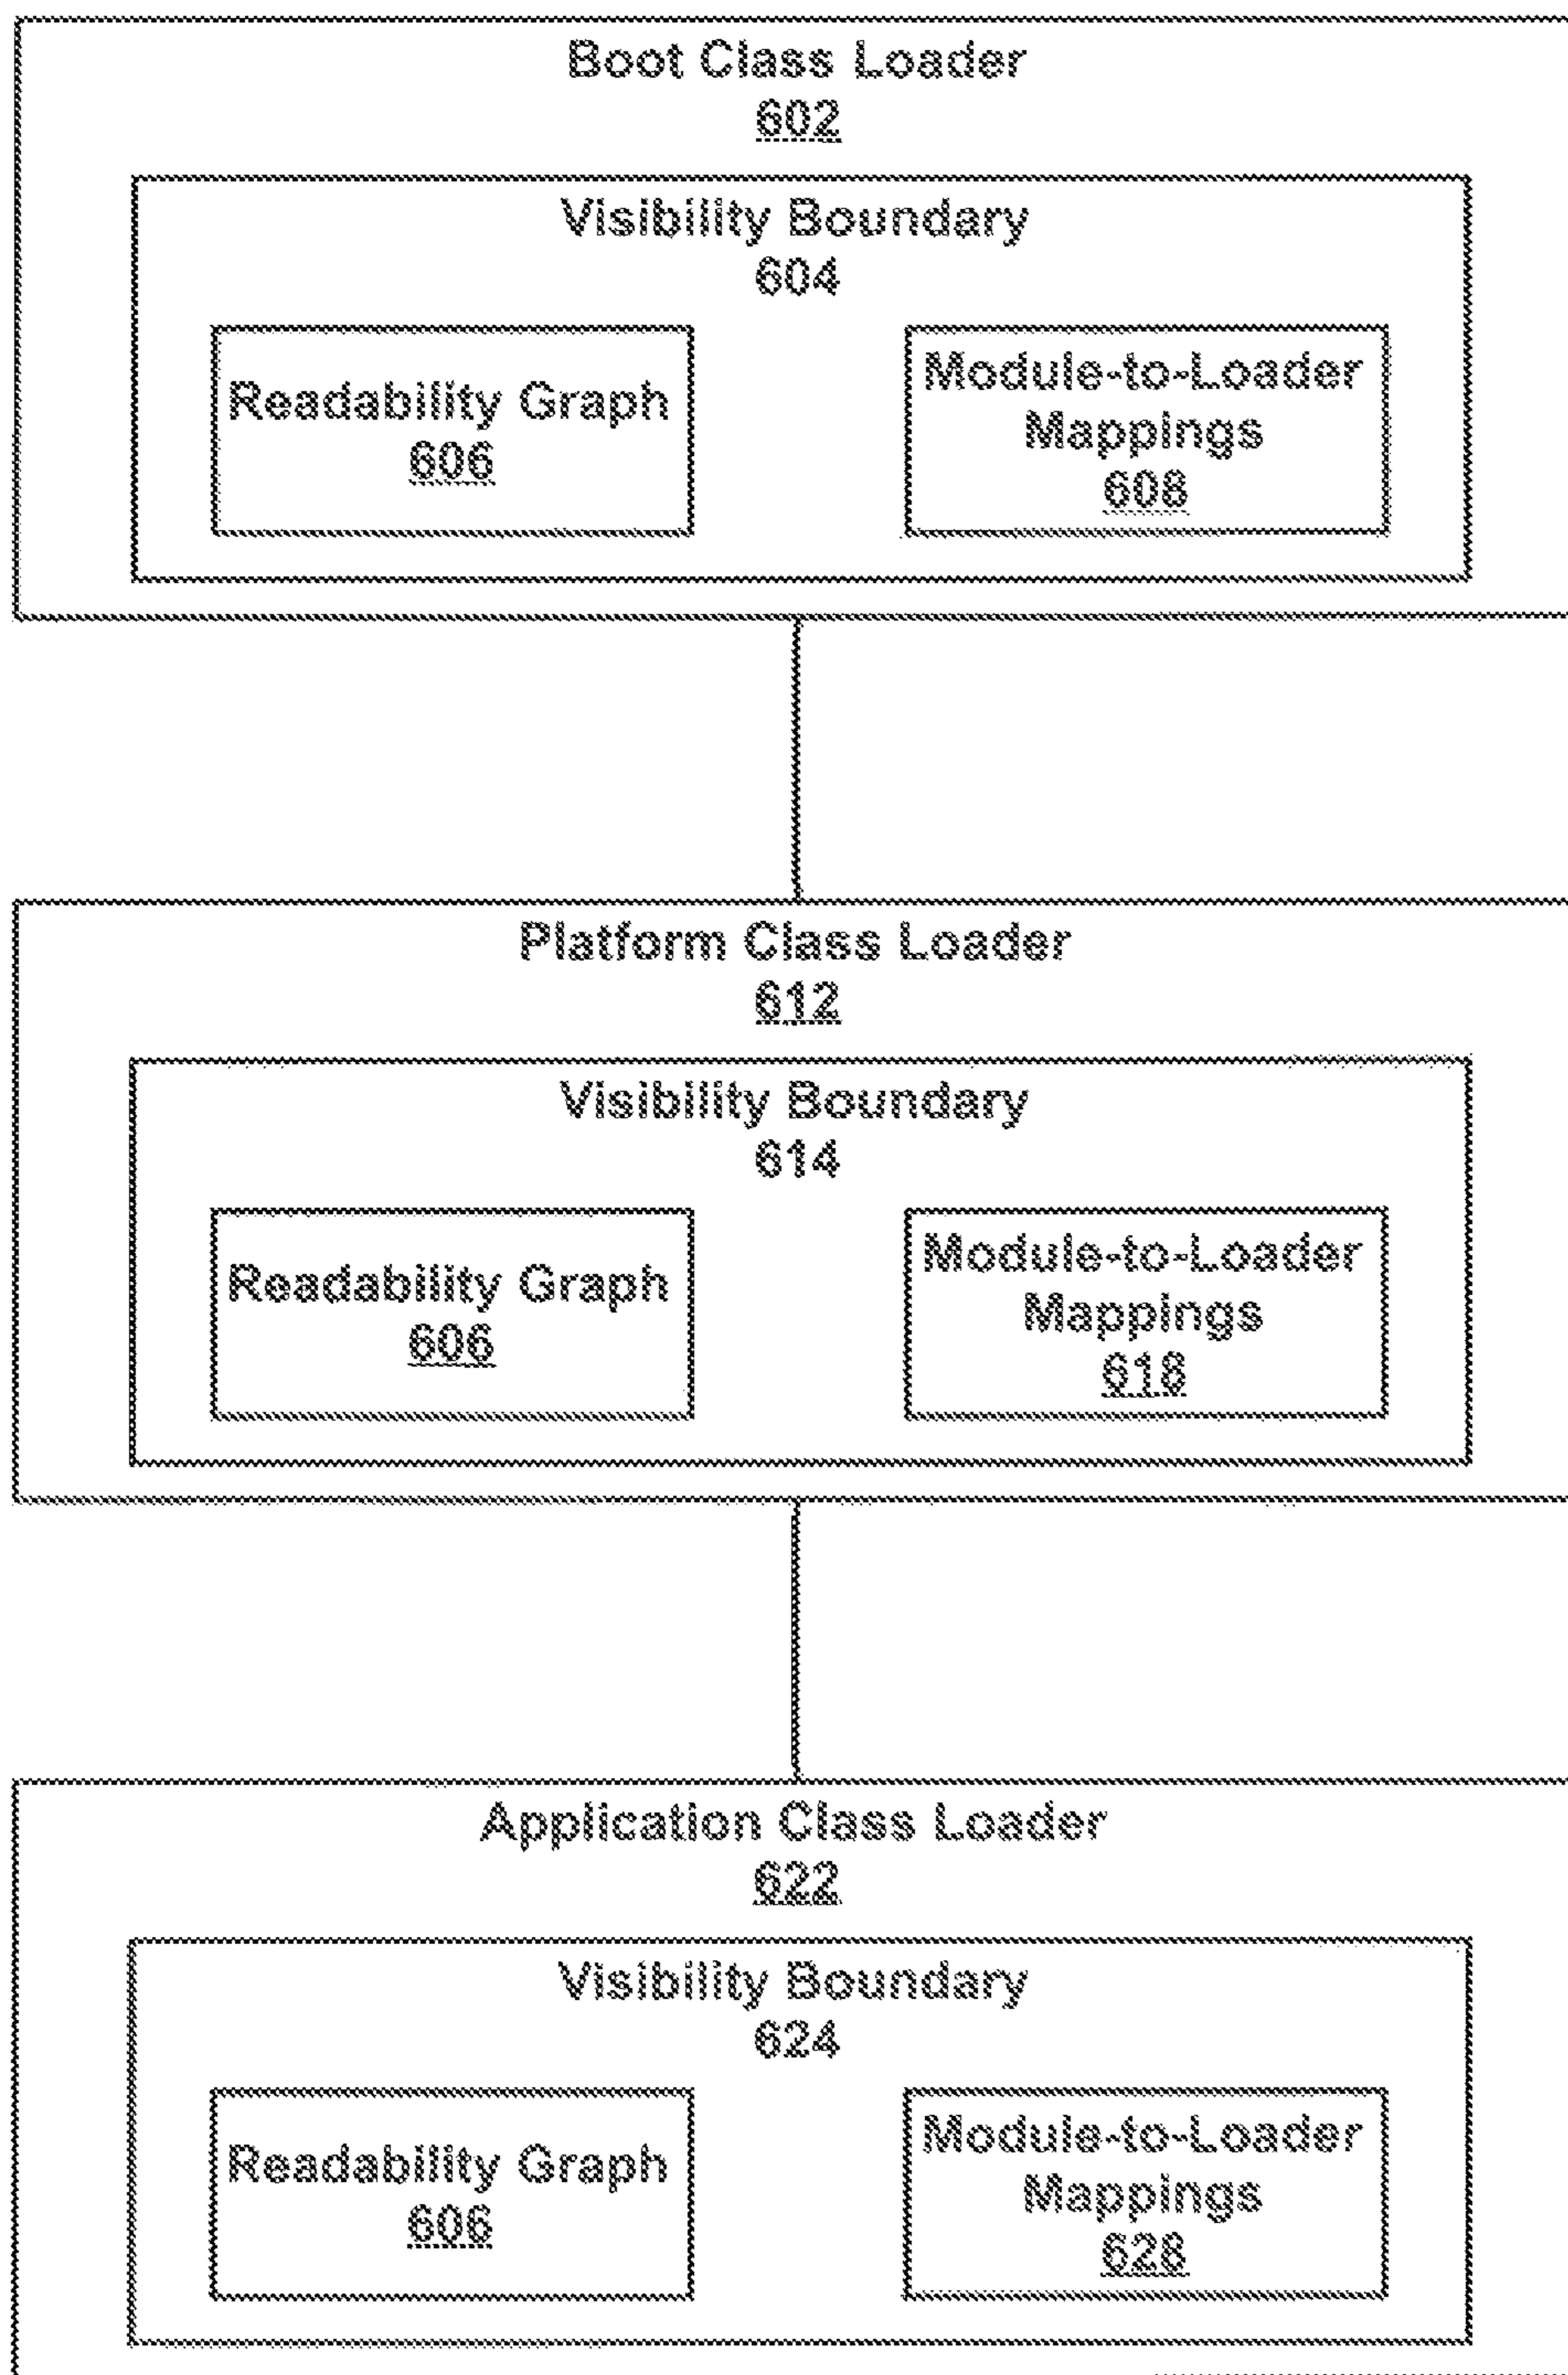 Boot Class Loader
602
Visibility Boundary
604
Readability Graph
606
Module-to-Loader
Mappings
608
Platform Class Loader
612
Visibility Boundary
614
Readability Graph
606
Module-to-Loader
Mappings
618
Application Class Loader
622
Visibility Boundary
624
Readability Graph
606
Module-to-Loader
Mappings
628